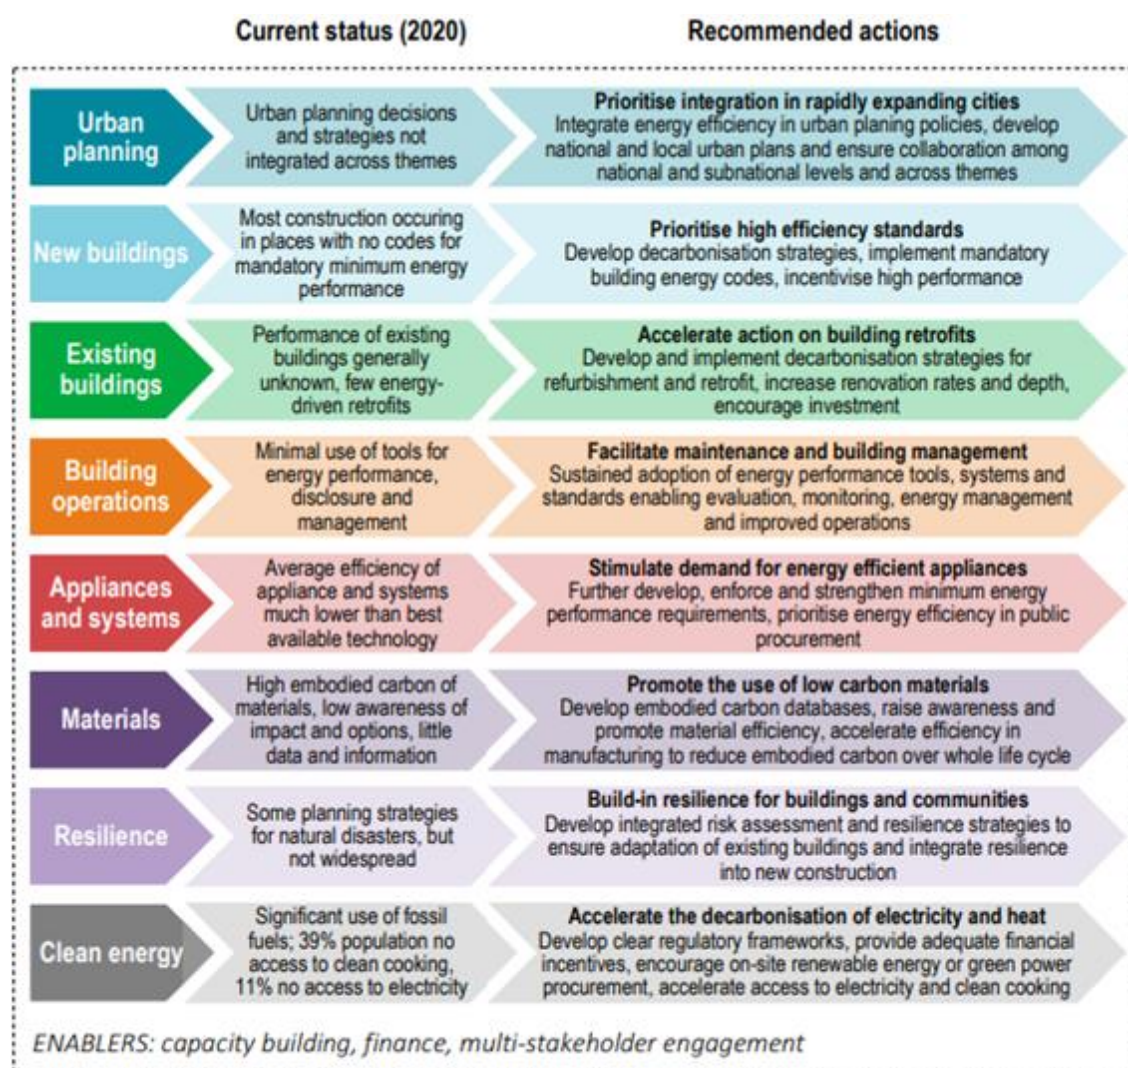 Current status (2020)
Recommended actions
Urban
planning
Urban planning decisions
and strategies not
integrated across themes
Prioritise integration in rapidly expanding cities
Integrate energy efficiency in urban planing policies, develop
national and local urban plans and ensure collaboration among
national and subnational levels and across themes
New buildings
Most construction occuring
in places with no codes for
mandatory minimum energy
performance
Prioritise high efficiency standards
Develop decarbonisation strategies, implement mandatory
building energy codes, incentivise high performance
Existing
buildings
Performance of existing
buildings generally
unknown, few energy-
driven retrofits
Accelerate action on building retrofits
Develop and implement decarbonisation strategies for
refurbishment and retrofit, increase renovation rates and depth,
encourage investment
Building
operations
Minimal use of tools for
energy performance,
disclosure and
management
Facilitate maintenance and building management
Sustained adoption of energy performance tools, systems and
standards enabling evaluation, monitoring, energy management
and improved operations
Appliances
and systems
Average efficiency of
appliance and systems
much lower than best
available technology
Stimulate demand for energy efficient appliances
Further develop, enforce and strengthen minimum energy
performance requirements, prioritise energy efficiency in public
procurement
Materials
High embodied carbon of
materials, low awareness of
impact and options, little
data and information
Promote the use of low carbon materials
Develop embodied carbon databases, raise awareness and
promote material efficiency, accelerate efficiency in
manufacturing to reduce embodied carbon over whole life cycle
Resilience
Some planning strategies
for natural disasters, but
not widespread
Build-in resilience for buildings and communities
Develop integrated risk assessment and resilience strategies to
ensure adaptation of existing buildings and integrate resilience
into new construction
Clean energy
Significant use of fossil
fuels; 39% population no
access to clean cooking,
11% no access to electricity
Accelerate the decarbonisation of electricity and heat
Develop clear regulatory frameworks, provide adequate financial
incentives, encourage on-site renewable energy or green power
procurement, accelerate access to electricity and clean cooking
ENABLERS: capacity building, finance, multi-stakeholder engagement